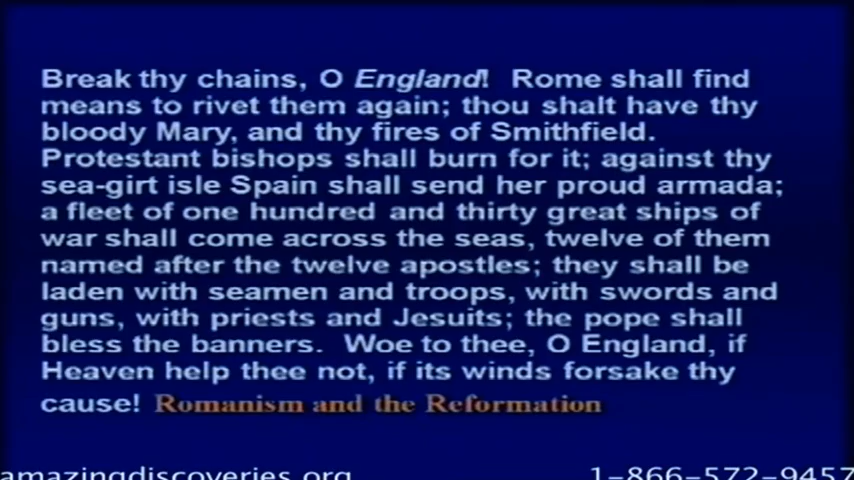 Break thy chains, O England! Rome shall find
means to rivet them again; thou shalt have thy
bloody Mary, and thy fires of Smithfield.
Protestant bishops shall burn for it; against thy
sea-girt isle Spain shall send her proud armada;
a fleet of one hundred and thirty great ships of
war shall come across the seas, twelve of them
named after the twelve apostles; they shall be
laden with seamen and troops, with swords and
guns, with priests and Jesuits; the pope shall
bless the banners. Woe to thee, O England, if
Heaven help thee not, if its winds forsake thy
cause! Romanism and the Reformation
amazingdiscoveries.org 1-866-572-9457